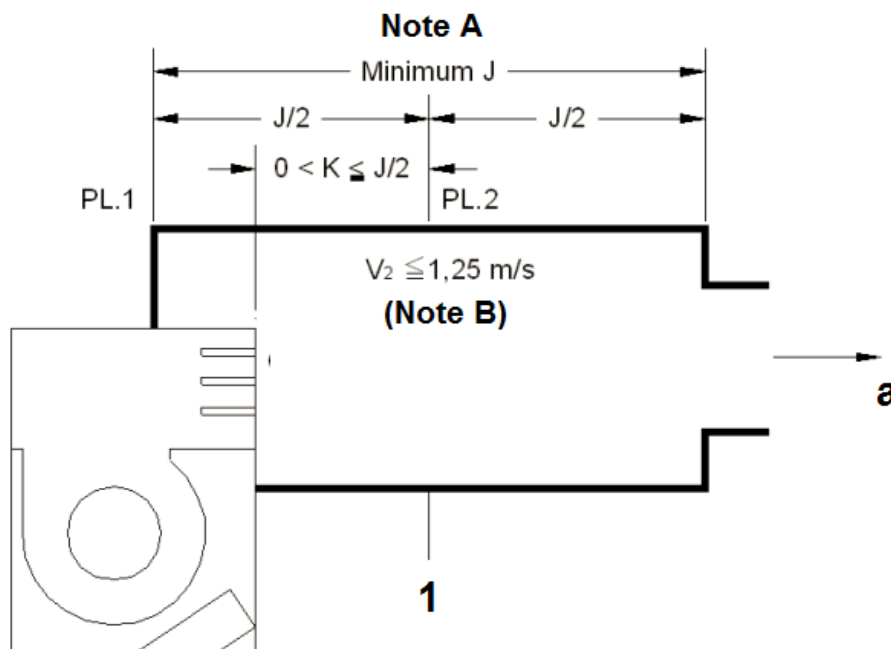 Note A
Minimum J
J/2 J/2
0 < K ≤ J/2
PL.1 PL.2
V₂ ≦1,25 m/s
(Note B)
a
1